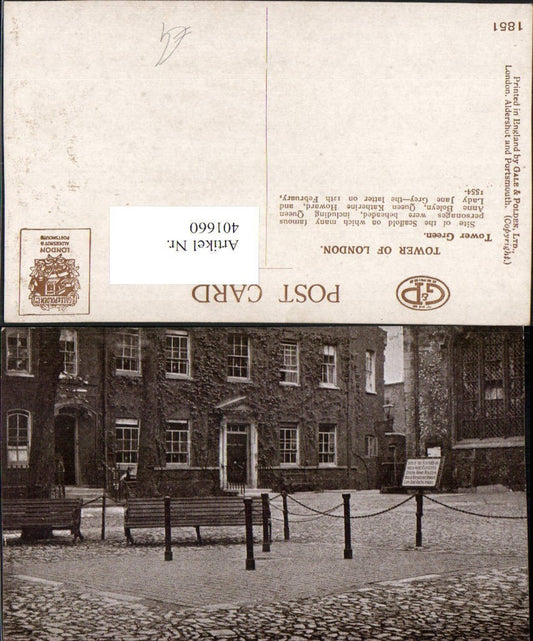 POST CARD
G&P
TOWER OF LONDON.
Tower Green.
Site of the Scaffold on which many famous
personages were beheaded, including Queen
Anne Boleyn, Queen Katherine Howard, and
Lady Jane Grey—the latter on 12th February,
1554.
Printed in England by GALE & POLDEN, LTD.,
London, Aldershot and Portsmouth. (Copyright.)
1851
LONDON
ALDERSHOT &
PORTSMOUTH
Artikel Nr.
401660